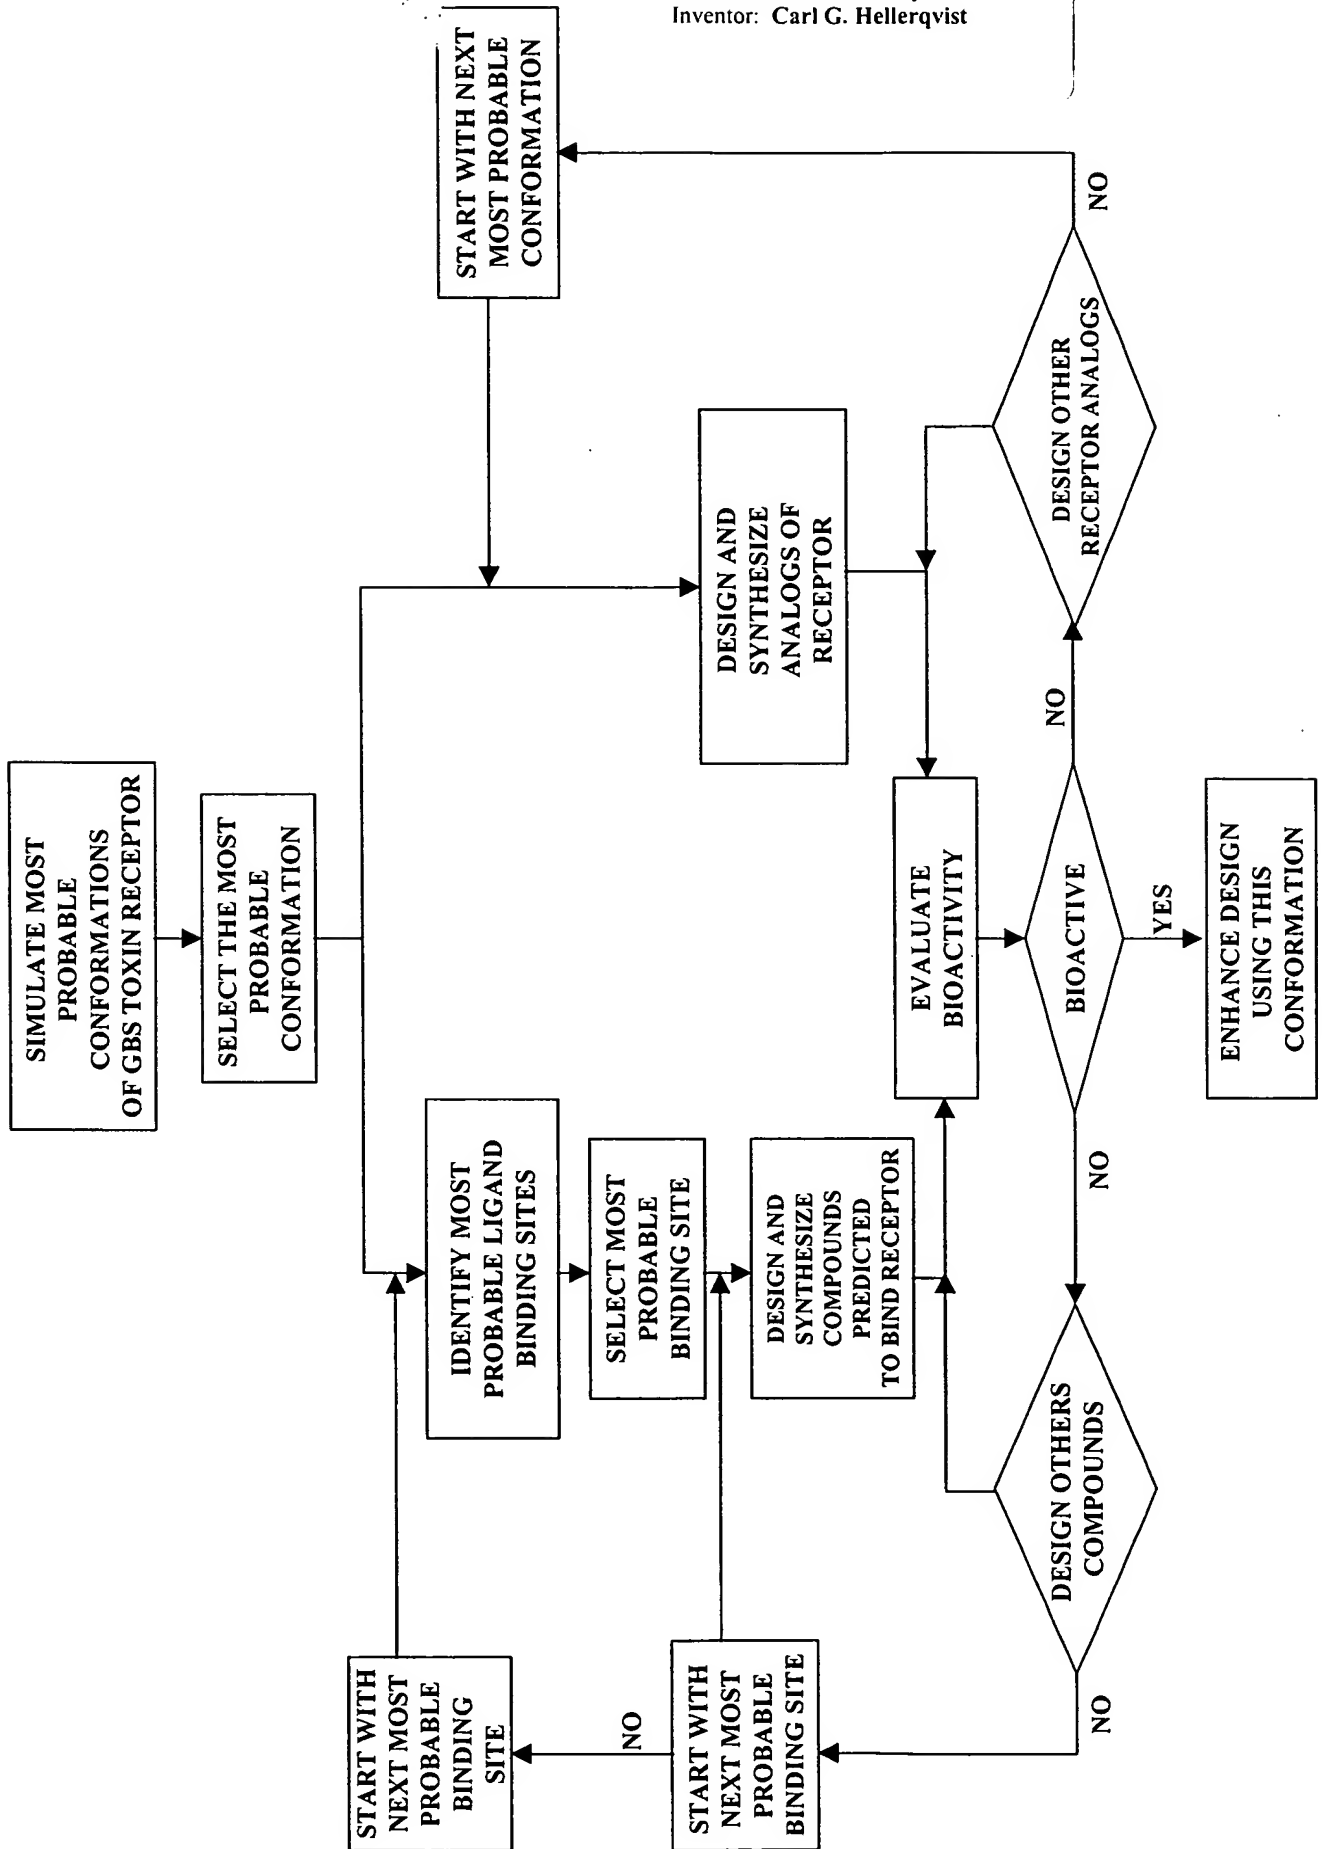 Inventor: Carl G. Hellerqvist
SIMULATE MOST
PROBABLE
CONFORMATIONS
OF GBS TOXIN RECEPTOR
SELECT THE MOST
PROBABLE
CONFORMATION
START WITH NEXT
MOST PROBABLE
CONFORMATION
IDENTIFY MOST
PROBABLE LIGAND
BINDING SITES
SELECT MOST
PROBABLE
BINDING SITE
DESIGN AND
SYNTHESIZE
COMPOUNDS
PREDICTED
TO BIND RECEPTOR
DESIGN AND
SYNTHESIZE
ANALOGS OF
RECEPTOR
START WITH
NEXT MOST
PROBABLE
BINDING
SITE
NO
START WITH
NEXT MOST
PROBABLE
BINDING SITE
EVALUATE
BIOACTIVITY
BIOACTIVE
NO
NO
YES
DESIGN OTHERS
COMPOUNDS
NO
DESIGN OTHER
RECEPTOR ANALOGS
NO
ENHANCE DESIGN
USING THIS
CONFORMATION